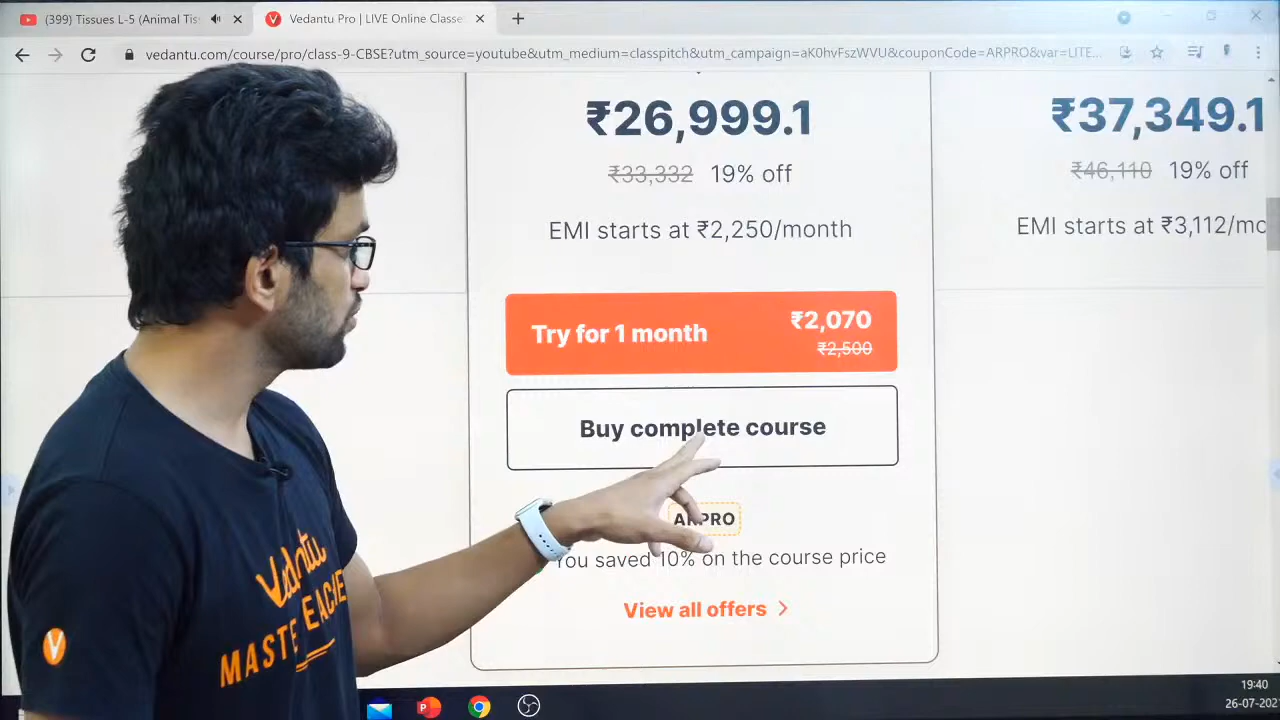 (399) Tissues L-5 (Animal Tis
Vedantu Pro | LIVE Online Classe
vedantu.com/course/pro/class-9-CBSE?utm_source=youtube&utm_medium=classpitch&utm_campaign=aK0hvFszWVU&couponCode=ARPRO&var=LITE...
₹26,999.1
₹33,332 19% off
EMI starts at ₹2,250/month
Try for 1 month
₹2,070
₹2,500
Buy complete course
ARPRO
You saved 10% on the course price
View all offers >
₹37,349.1
₹46,110 19% off
EMI starts at ₹3,112/mo
Vedantu
MASTE EACHE
V
19:40
26-07-202